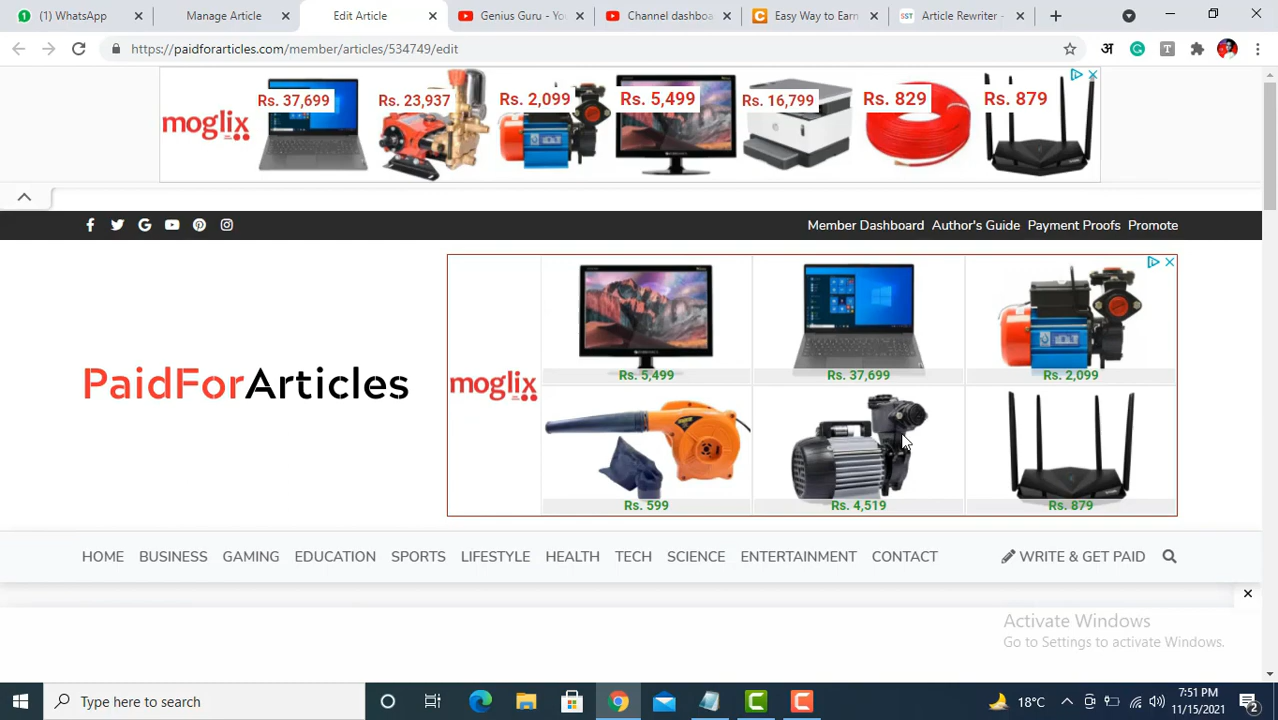 (1) WhatsApp
Manage Article
Edit Article
Genius Guru - Yo
Channel dashboa
Easy Way to Earn
SST Article Rewriter -
https://paidforarticles.com/member/articles/534749/edit
अ
T
moglix
Rs. 37,699
Rs. 23,937
Rs. 2,099
Rs. 5,499
Rs. 16,799
Rs. 829
Rs. 879
Member Dashboard Author's Guide Payment Proofs Promote
PaidForArticles
moglix
Rs. 5,499
Rs. 37,699
Rs. 2,099
Rs. 599
Rs. 4,519
Rs. 879
HOME BUSINESS GAMING EDUCATION SPORTS LIFESTYLE HEALTH TECH SCIENCE ENTERTAINMENT CONTACT WRITE & GET PAID
Activate Windows
Go to Settings to activate Windows.
Type here to search
18°C
7:51 PM
11/15/2021
2